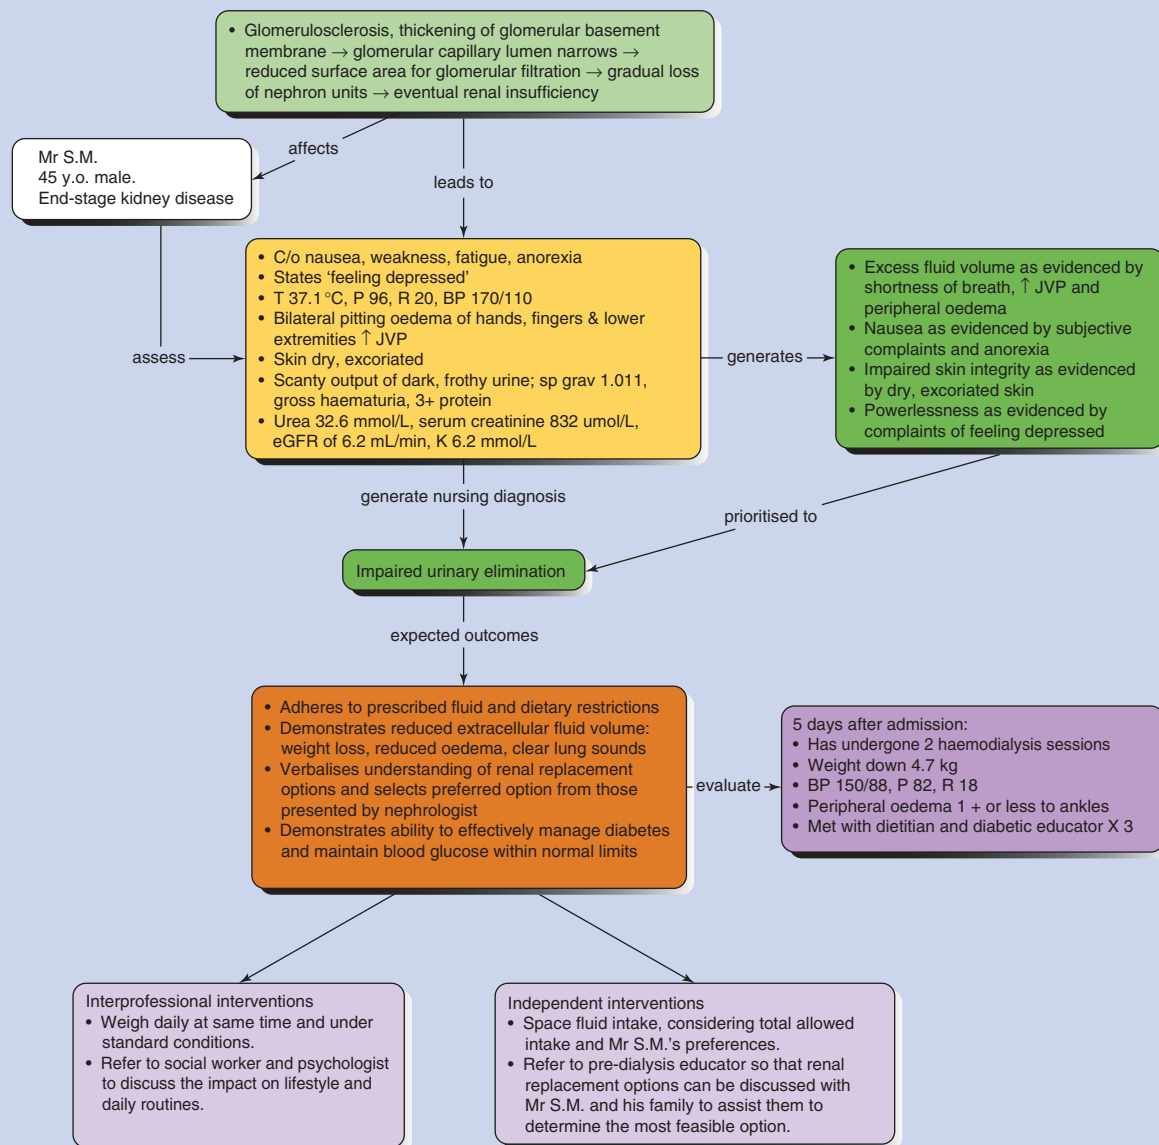 • Glomerulosclerosis, thickening of glomerular basement
membrane → glomerular capillary lumen narrows →
reduced surface area for glomerular filtration → gradual loss
of nephron units → eventual renal insufficiency
affects
leads to
Mr S.M.
45 y.o. male.
End-stage kidney disease
assess
• C/o nausea, weakness, fatigue, anorexia
• States ‘feeling depressed’
• T 37.1 °C, P 96, R 20, BP 170/110
• Bilateral pitting oedema of hands, fingers & lower
extremities ↑ JVP
• Skin dry, excoriated
• Scanty output of dark, frothy urine; sp grav 1.011,
gross haematuria, 3+ protein
• Urea 32.6 mmol/L, serum creatinine 832 umol/L,
eGFR of 6.2 mL/min, K 6.2 mmol/L
generates
• Excess fluid volume as evidenced by
shortness of breath, ↑ JVP and
peripheral oedema
• Nausea as evidenced by subjective
complaints and anorexia
• Impaired skin integrity as evidenced
by dry, excoriated skin
• Powerlessness as evidenced by
complaints of feeling depressed
generate nursing diagnosis
prioritised to
Impaired urinary elimination
expected outcomes
• Adheres to prescribed fluid and dietary restrictions
• Demonstrates reduced extracellular fluid volume:
weight loss, reduced oedema, clear lung sounds
• Verbalises understanding of renal replacement
options and selects preferred option from those
presented by nephrologist
• Demonstrates ability to effectively manage diabetes
and maintain blood glucose within normal limits
evaluate
5 days after admission:
• Has undergone 2 haemodialysis sessions
• Weight down 4.7 kg
• BP 150/88, P 82, R 18
• Peripheral oedema 1 + or less to ankles
• Met with dietitian and diabetic educator X 3
Interprofessional interventions
• Weigh daily at same time and under
standard conditions.
• Refer to social worker and psychologist
to discuss the impact on lifestyle and
daily routines.
Independent interventions
• Space fluid intake, considering total allowed
intake and Mr S.M.’s preferences.
• Refer to pre-dialysis educator so that renal
replacement options can be discussed with
Mr S.M. and his family to assist them to
determine the most feasible option.